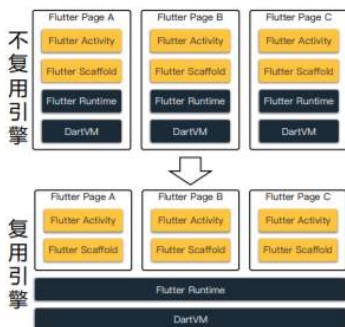 不复用引擎
Flutter Page A
Flutter Activity
Flutter Scaffold
Flutter Runtime
DartVM
Flutter Page B
Flutter Activity
Flutter Scaffold
Flutter Runtime
DartVM
Flutter Page C
Flutter Activity
Flutter Scaffold
Flutter Runtime
DartVM
复用引擎
Flutter Page A
Flutter Activity
Flutter Scaffold
Flutter Page B
Flutter Activity
Flutter Scaffold
Flutter Page C
Flutter Activity
Flutter Scaffold
Flutter Runtime
DartVM